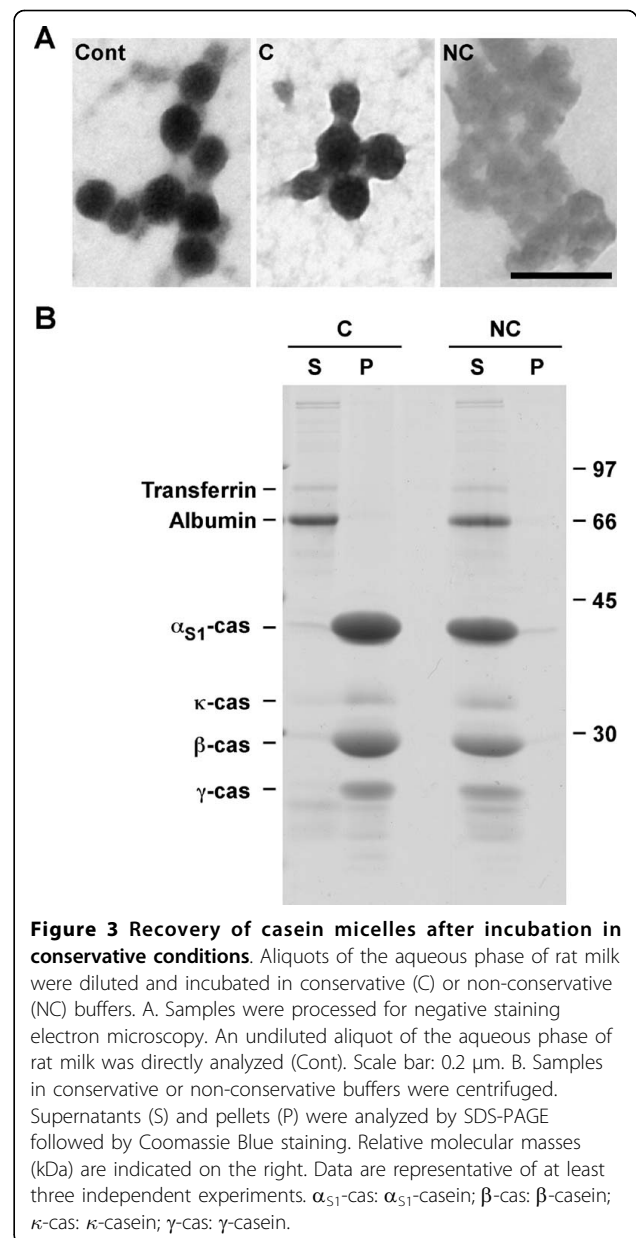 A
Cont
C
NC
B
C NC
S P S P
97
Transferrin
Albumin
66
45
αS1-cas
κ-cas
30
β-cas
γ-cas
Figure 3 Recovery of casein micelles after incubation in
conservative conditions. Aliquots of the aqueous phase of rat milk
were diluted and incubated in conservative (C) or non-conservative
(NC) buffers. A. Samples were processed for negative staining
electron microscopy. An undiluted aliquot of the aqueous phase of
rat milk was directly analyzed (Cont). Scale bar: 0.2 μm. B. Samples
in conservative or non-conservative buffers were centrifuged.
Supernatants (S) and pellets (P) were analyzed by SDS-PAGE
followed by Coomassie Blue staining. Relative molecular masses
(kDa) are indicated on the right. Data are representative of at least
three independent experiments. αS1-cas: αS1-casein; β-cas: β-casein;
κ-cas: κ-casein; γ-cas: γ-casein.